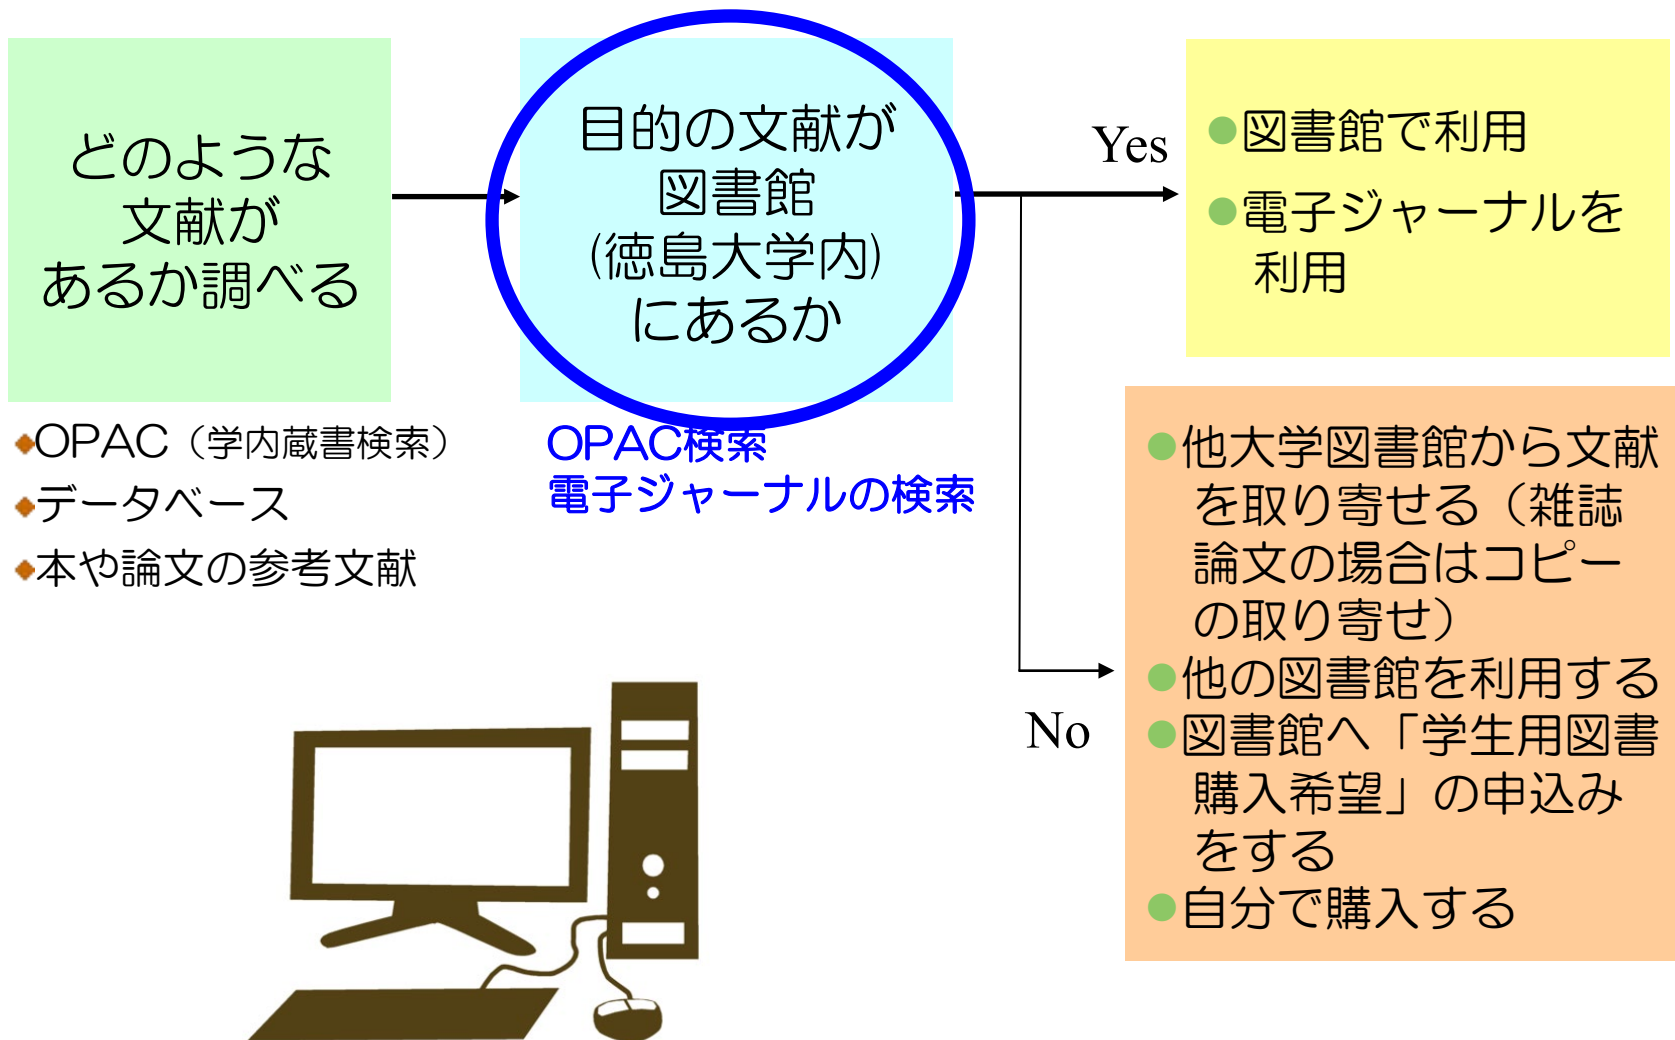 どのような
文献が
あるか調べる
◆OPAC（学内蔵書検索）
◆データベース
◆本や論文の参考文献
目的の文献が
図書館
(徳島大学内)
にあるか
OPAC検索
電子ジャーナルの検索
Yes
●図書館で利用
●電子ジャーナルを
利用
No
●他大学図書館から文献
を取り寄せる（雑誌
論文の場合はコピー
の取り寄せ）
●他の図書館を利用する
●図書館へ「学生用図書
購入希望」の申込み
をする
●自分で購入する